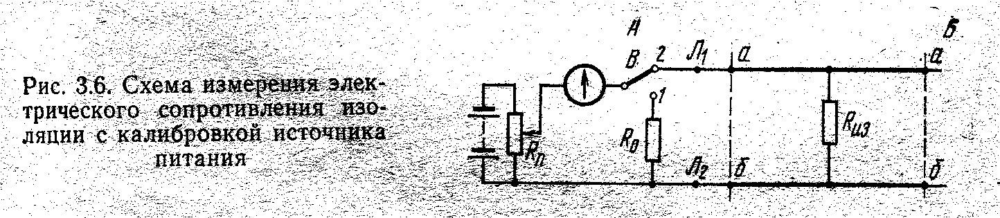 Рис. 3.6. Схема измерения элек-
трического сопротивления изо-
ляции с калибровкой источника
питания
А
Б
В
2
Л1
а
а
1
R0
Rп
Rиз
Л2
б
б